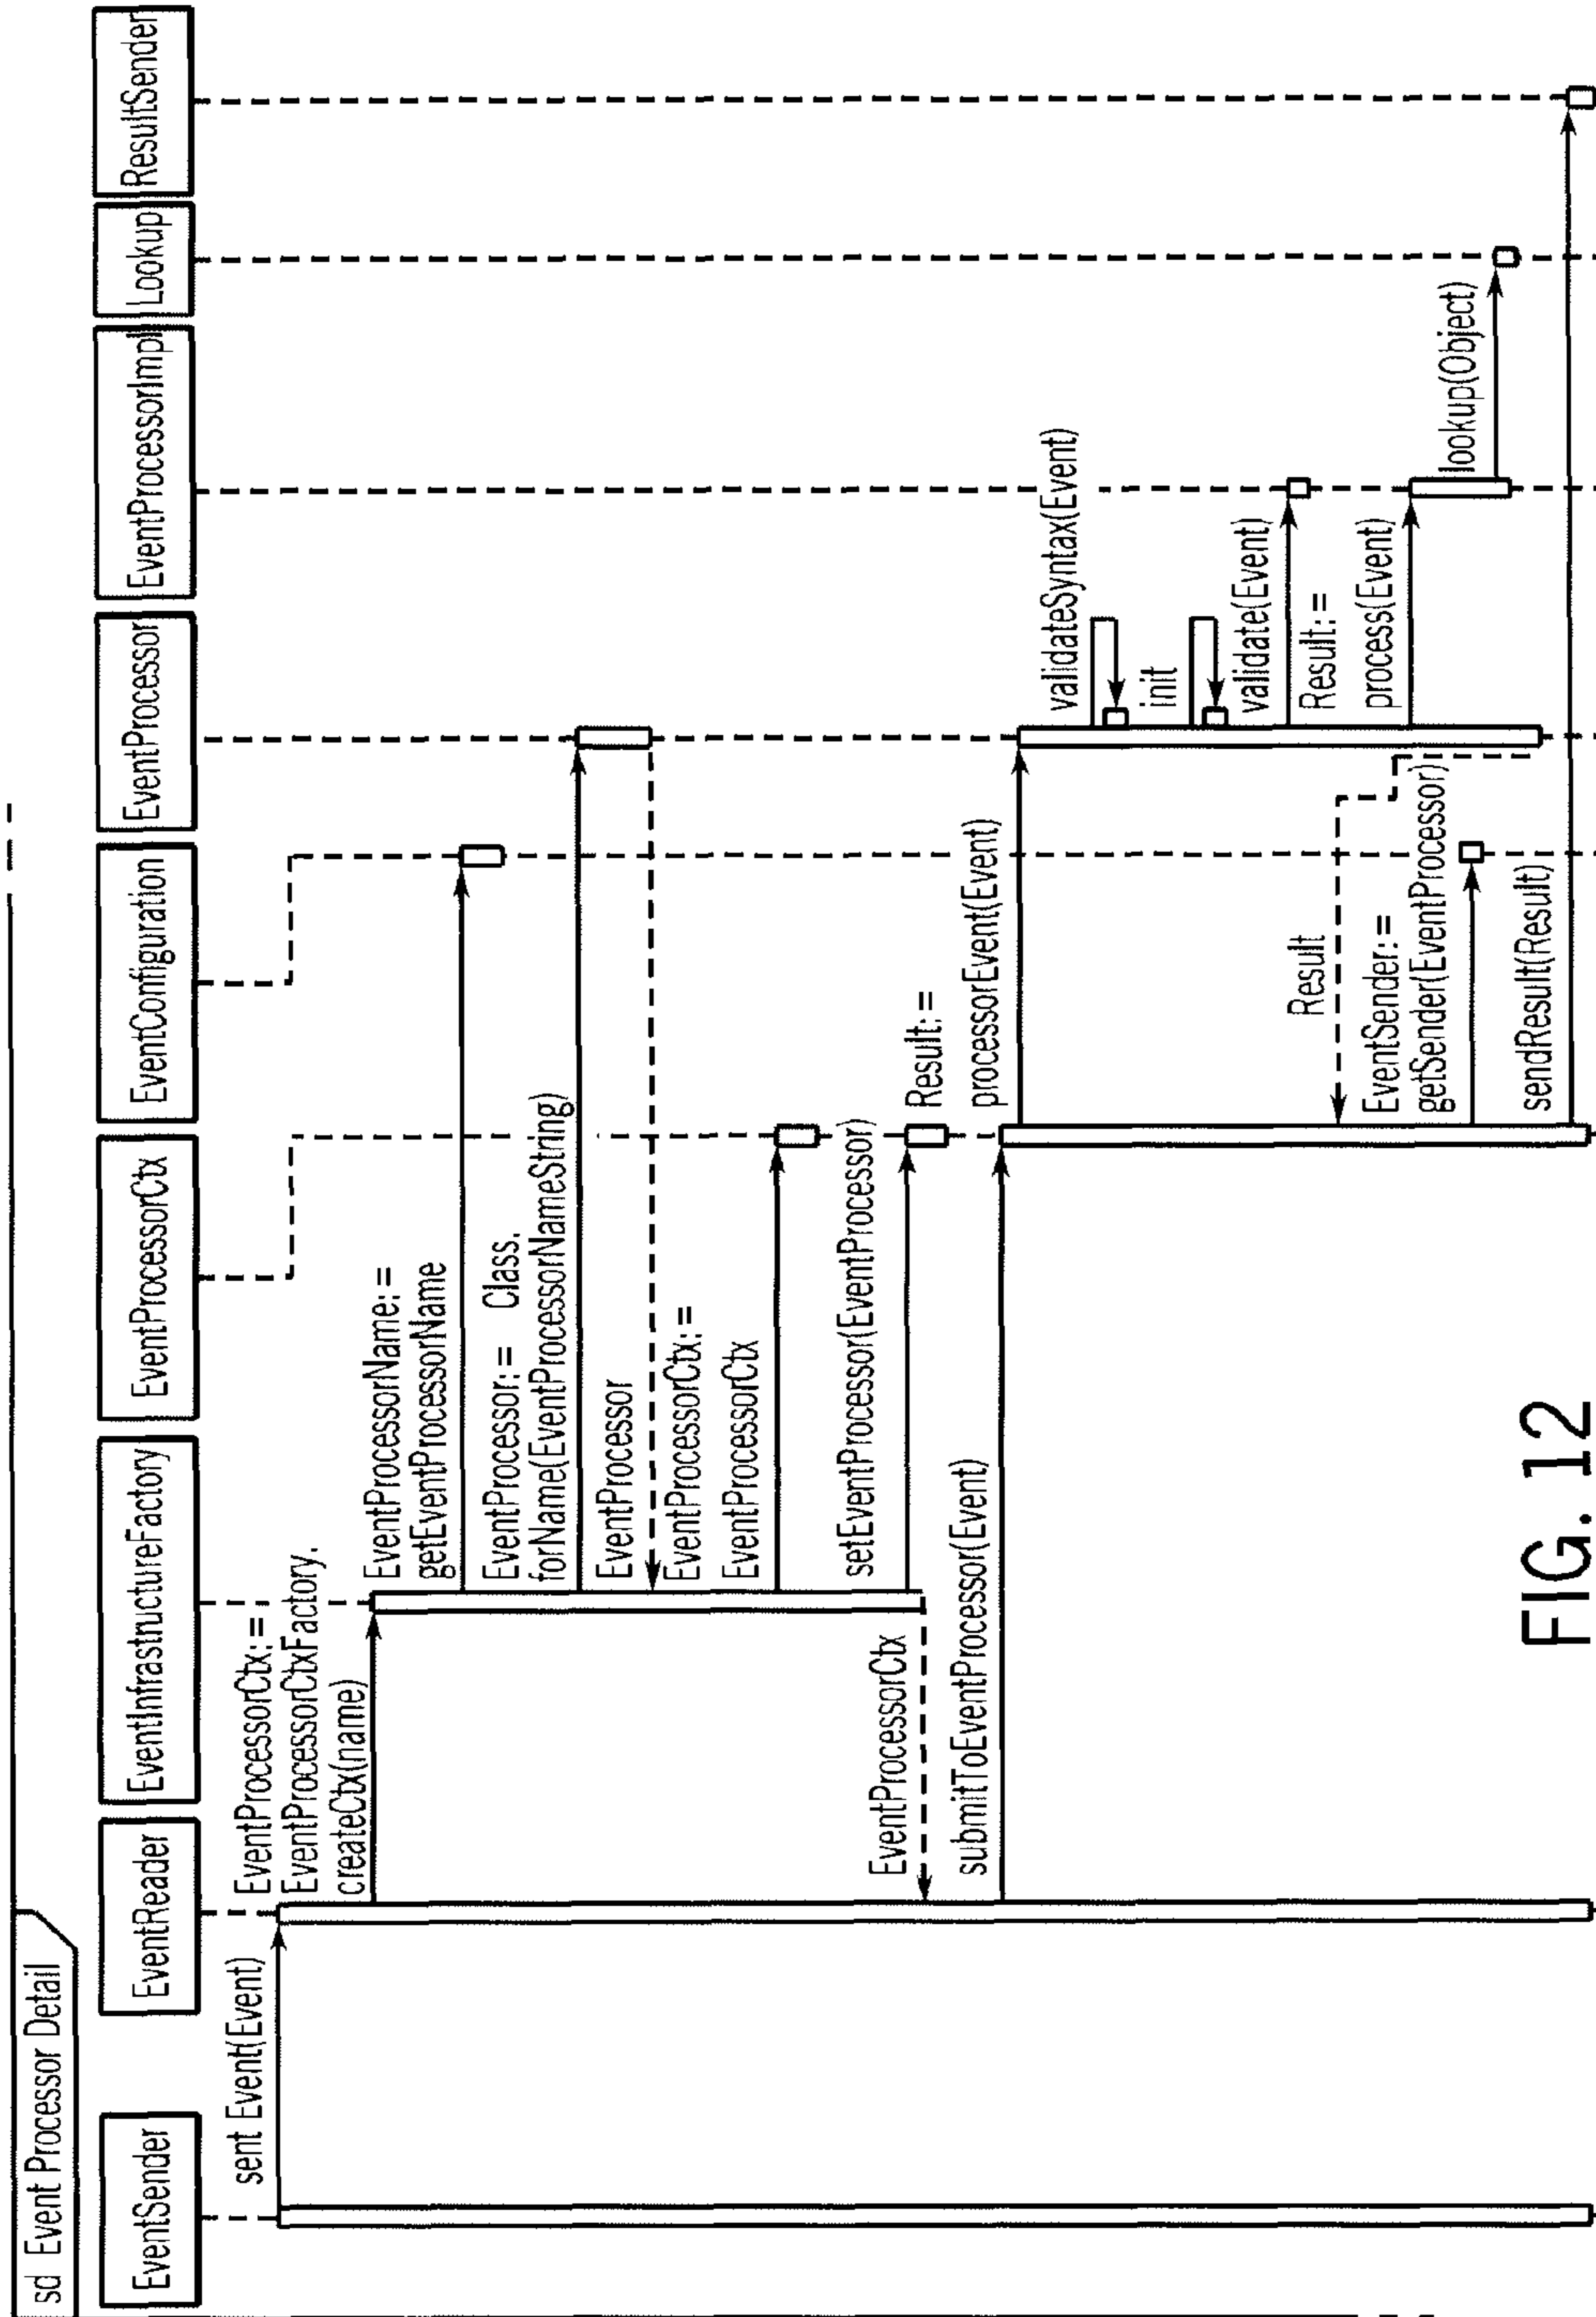 sd Event Processor Detail
EventSender
EventReader
EventInfrastructureFactory
EventProcessorCtx
EventConfiguration
EventProcessor
EventProcessorImpl
Lookup
ResultSender
sent Event(Event)
EventProcessorCtx:=
EventProcessorCtxFactory.
createCtx(name)
EventProcessorName:=
getEventProcessorName
EventProcessor:= Class.
forName(EventProcessorNameString)
EventProcessor
EventProcessorCtx:=
EventProcessorCtx
setEventProcessor(EventProcessor)
EventProcessorCtx
submitToEventProcessor(Event)
Result:=
processorEvent(Event)
validateSyntax(Event)
init
validate(Event)
Result:=
process(Event)
lookup(Object)
Result
EventSender:=
getSender(EventProcessor)
sendResult(Result)
FIG. 12